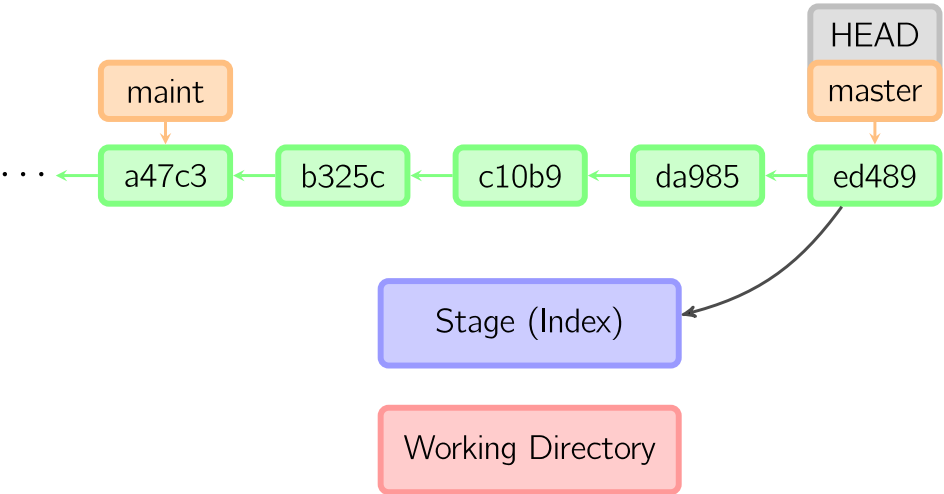 HEAD
maint
master
...
a47c3
b325c
c10b9
da985
ed489
Stage (Index)
Working Directory